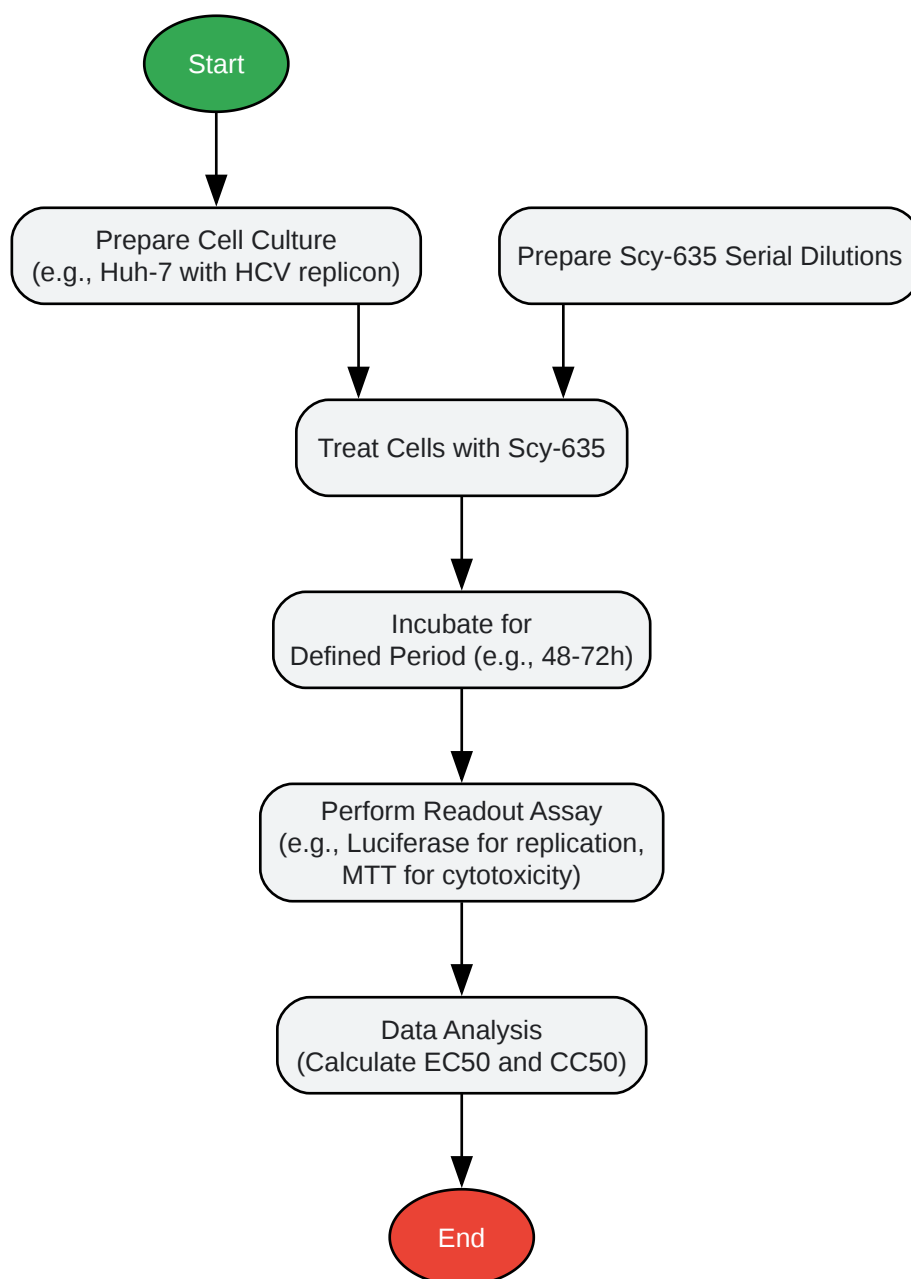 Start
Prepare Cell Culture
(e.g., Huh-7 with HCV replicon)
Prepare Scy-635 Serial Dilutions
Treat Cells with Scy-635
Incubate for
Defined Period (e.g., 48-72h)
Perform Readout Assay
(e.g., Luciferase for replication,
MTT for cytotoxicity)
Data Analysis
(Calculate EC50 and CC50)
End